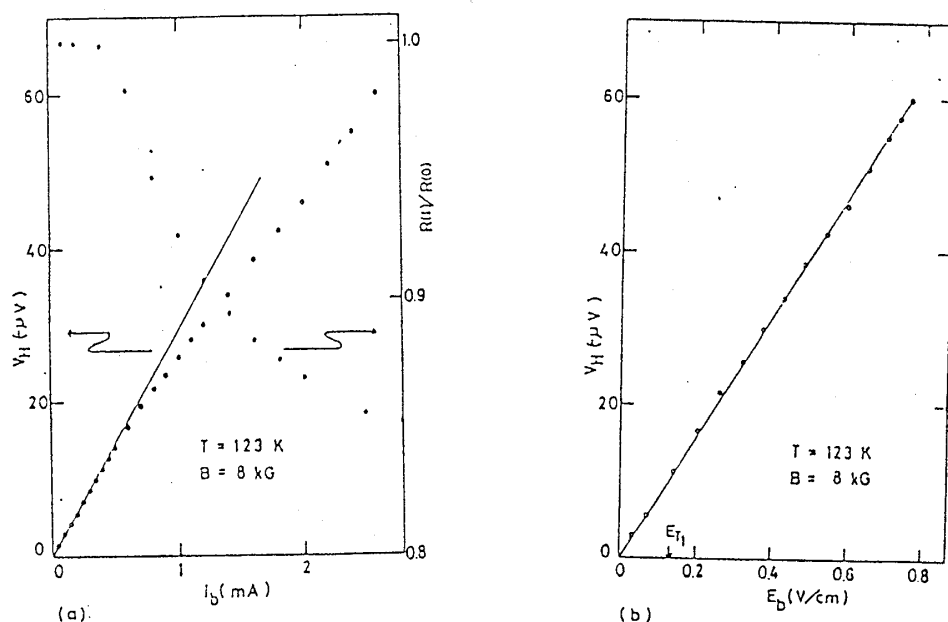 1.0
60
40
20
0
V_H (-μV)
R(I)/R(0)
0.9
0.8
T = 123 K
B = 8 kG
0
1
2
I_b (mA)
(a)
60
40
20
0
V_H (-μV)
T = 123 K
B = 8 kG
E_T1
0
0.2
0.4
0.6
0.8
E_b (V/cm)
(b)